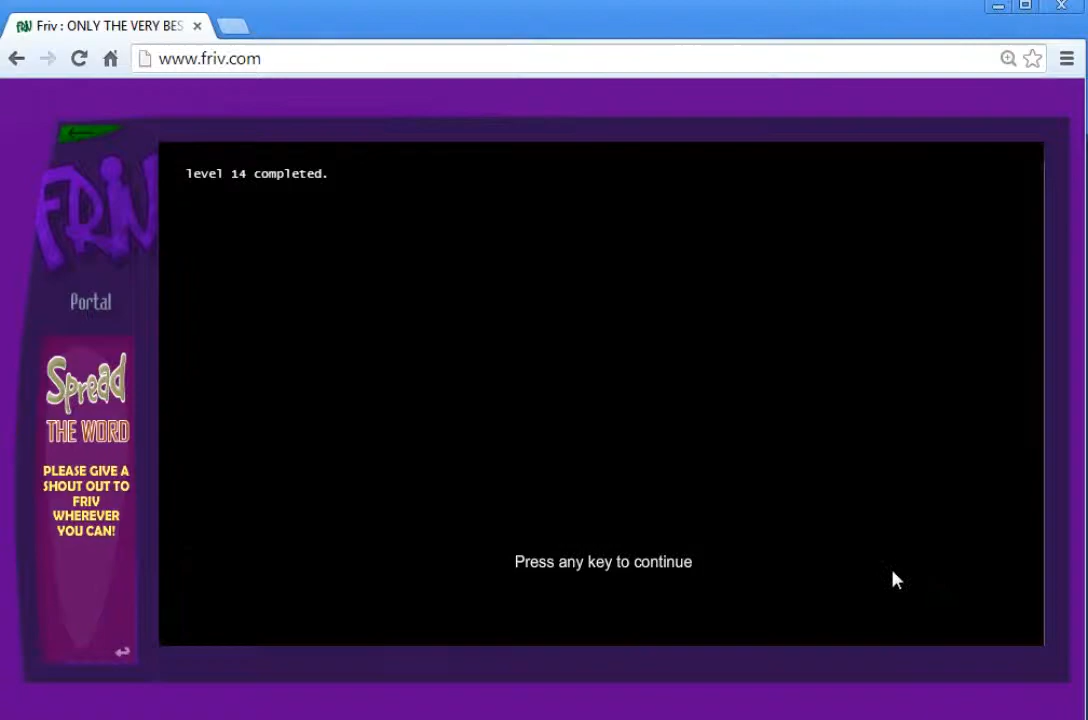 Friv : ONLY THE VERY BES
www.friv.com
FRIV
level 14 completed.
Portal
Spread
THE WORD
PLEASE GIVE A
SHOUT OUT TO
FRIV
WHEREVER
YOU CAN!
Press any key to continue